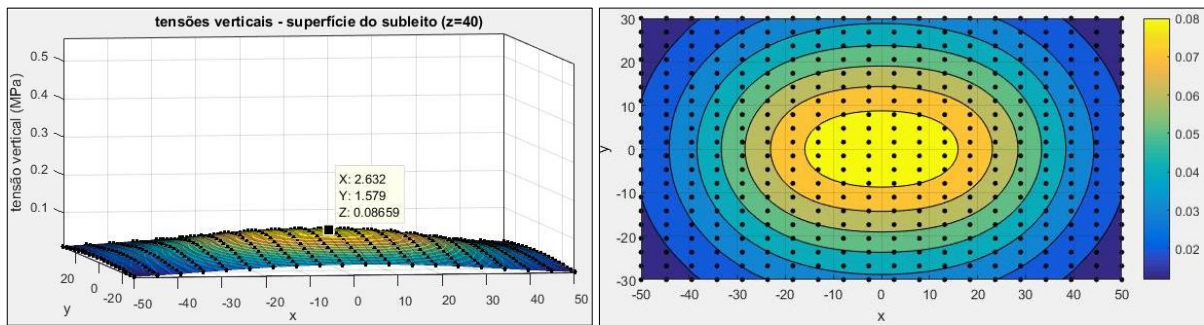 tensões verticais - superfície do subleito (z=40)
0.5
0.4
0.3
0.2
0.1
tensão vertical (MPa)
X: 2.632
Y: 1.579
Z: 0.08659
20
0
-20
y
-50 -40 -30 -20 -10 0 10 20 30 40 50
x
30
20
10
0
-10
-20
-30
y
-50 -40 -30 -20 -10 0 10 20 30 40 50
x
0.08
0.07
0.06
0.05
0.04
0.03
0.02